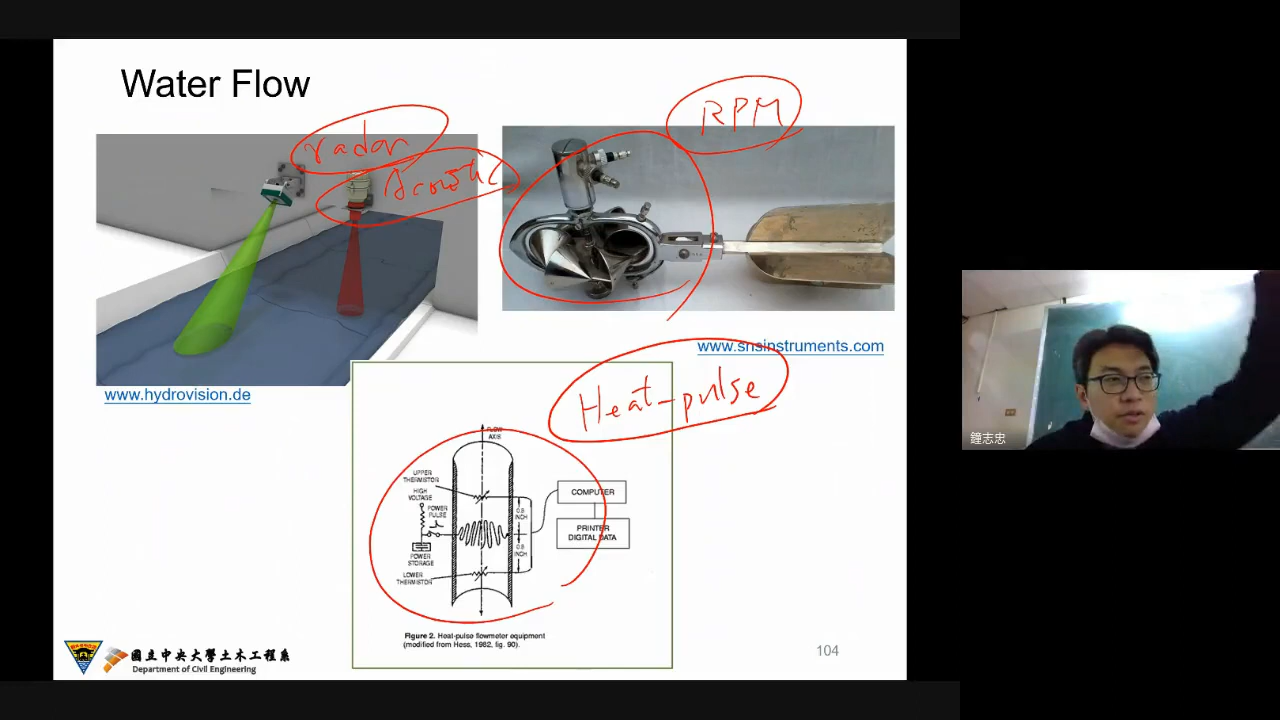 Water Flow
RPM
radar
Acoustic
www.snsinstruments.com
www.hydrovision.de
Heat-pulse
FLOW
AXIS
UPPER
THERMISTOR
HIGH
VOLTAGE
POWER
PULSE
0.8
INCH
COMPUTER
PRINTER
DIGITAL DATA
0.8
INCH
POWER
STORAGE
LOWER
THERMISTOR
Figure 2. Heat-pulse flowmeter equipment
(modified from Hess, 1982, fig. 90).
國立中央大學土木工程系
Department of Civil Engineering
104
鐘志忠